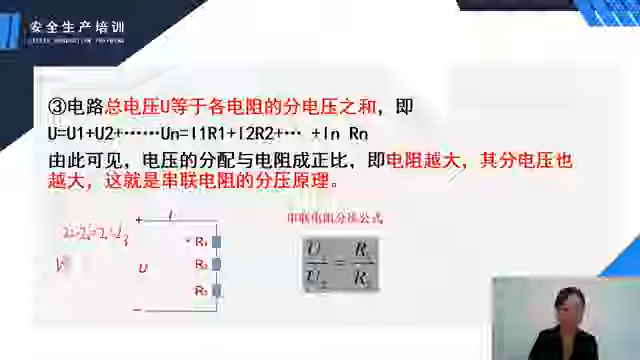 安全生产培训
③电路总电压U等于各电阻的分电压之和，即
U=U1+U2+……Un=I1R1+I2R2+… +In Rn
由此可见，电压的分配与电阻成正比，即电阻越大，其分电压也
越大，这就是串联电阻的分压原理。
串联电阻分压公式
+ I
R₁
U R₂
R₃
−
U₁/U₂=R₁/R₂